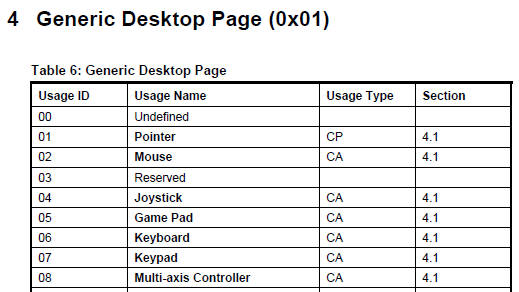 4 Generic Desktop Page (0x01)
Table 6: Generic Desktop Page
Usage ID Usage Name Usage Type Section
00 Undefined
01 Pointer CP 4.1
02 Mouse CA 4.1
03 Reserved
04 Joystick CA 4.1
05 Game Pad CA 4.1
06 Keyboard CA 4.1
07 Keypad CA 4.1
08 Multi-axis Controller CA 4.1